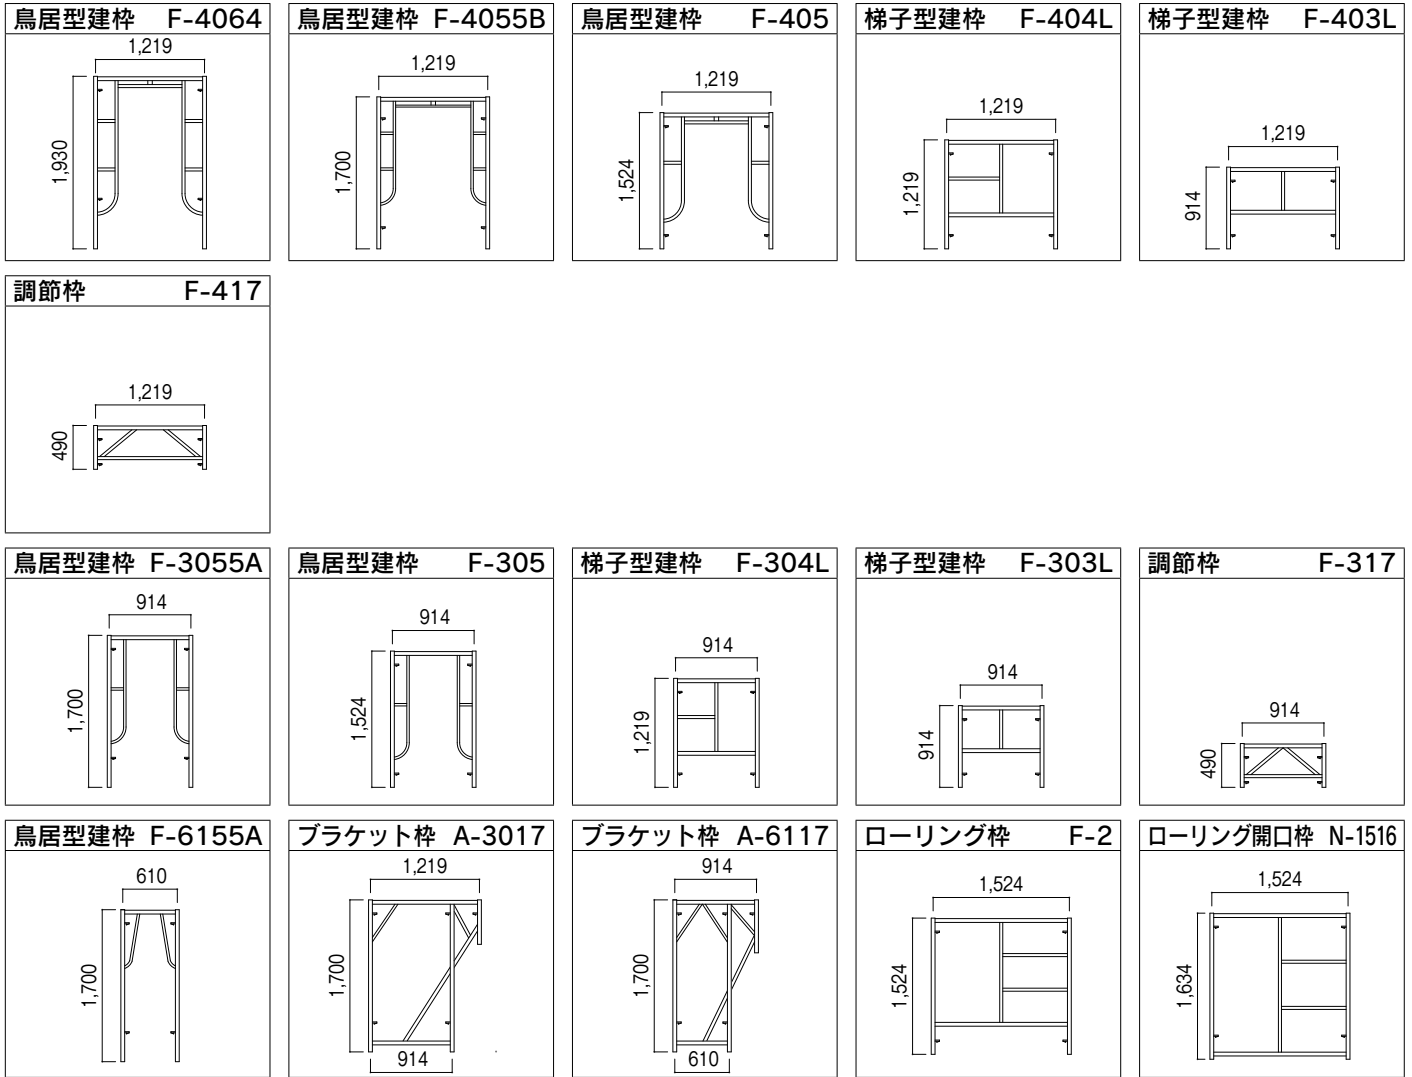 鳥居型建枠 F-4064
1,219
1,930
鳥居型建枠 F-4055B
1,219
1,700
鳥居型建枠 F-405
1,219
1,524
梯子型建枠 F-404L
1,219
1,219
梯子型建枠 F-403L
1,219
914
調節枠 F-417
1,219
490
鳥居型建枠 F-3055A
914
1,700
鳥居型建枠 F-305
914
1,524
梯子型建枠 F-304L
914
1,219
梯子型建枠 F-303L
914
914
調節枠 F-317
914
490
鳥居型建枠 F-6155A
610
1,700
ブラケット枠 A-3017
1,219
1,700
914
ブラケット枠 A-6117
914
1,700
610
ローリング枠 F-2
1,524
1,524
ローリング開口枠 N-1516
1,524
1,634